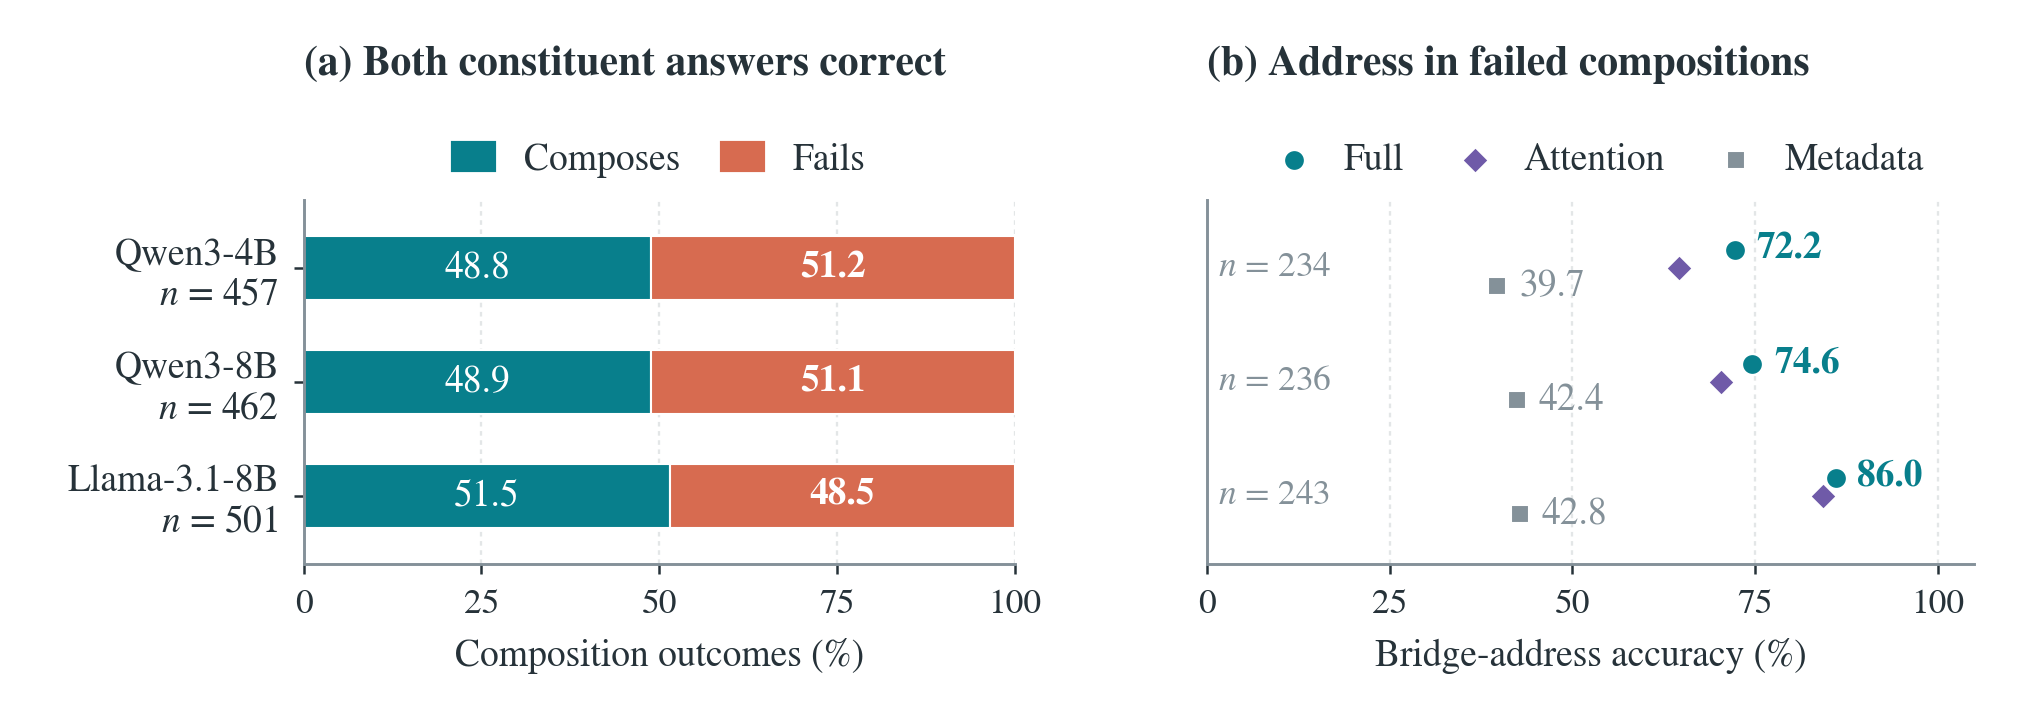 (a) Both constituent answers correct
Composes Fails
Qwen3-4B
n = 457
48.8 51.2
Qwen3-8B
n = 462
48.9 51.1
Llama-3.1-8B
n = 501
51.5 48.5
0 25 50 75 100
Composition outcomes (%)
(b) Address in failed compositions
Full Attention Metadata
n = 234 39.7 72.2
n = 236 42.4 74.6
n = 243 42.8 86.0
0 25 50 75 100
Bridge-address accuracy (%)